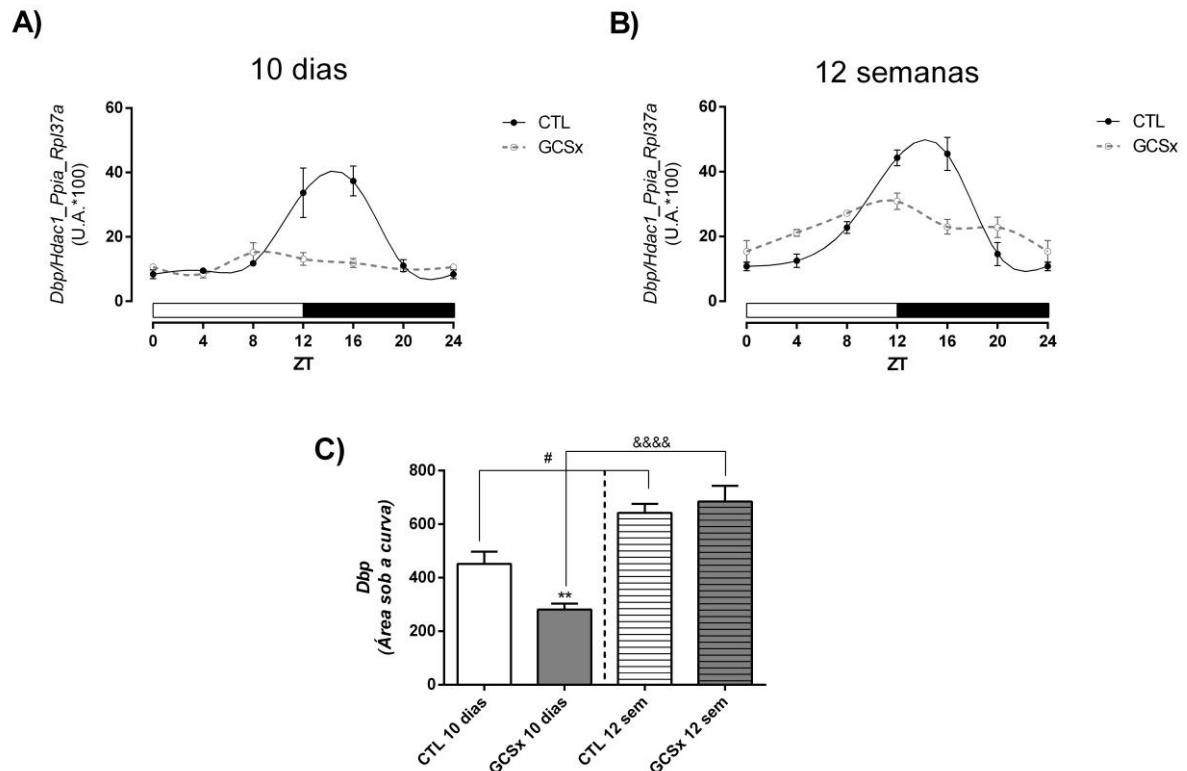 A)
10 dias
Dbp/Hdac1_Ppia_Rpl37a
(U.A.*100)
60
40
20
0
0 4 8 12 16 20 24
ZT
CTL
GCSx
B)
12 semanas
Dbp/Hdac1_Ppia_Rpl37a
(U.A.*100)
60
40
20
0
0 4 8 12 16 20 24
ZT
CTL
GCSx
C)
&&&&
#
Dbp
(Área sob a curva)
800
600
400
200
0
**
CTL 10 dias
GCSx 10 dias
CTL 12 sem
GCSx 12 sem